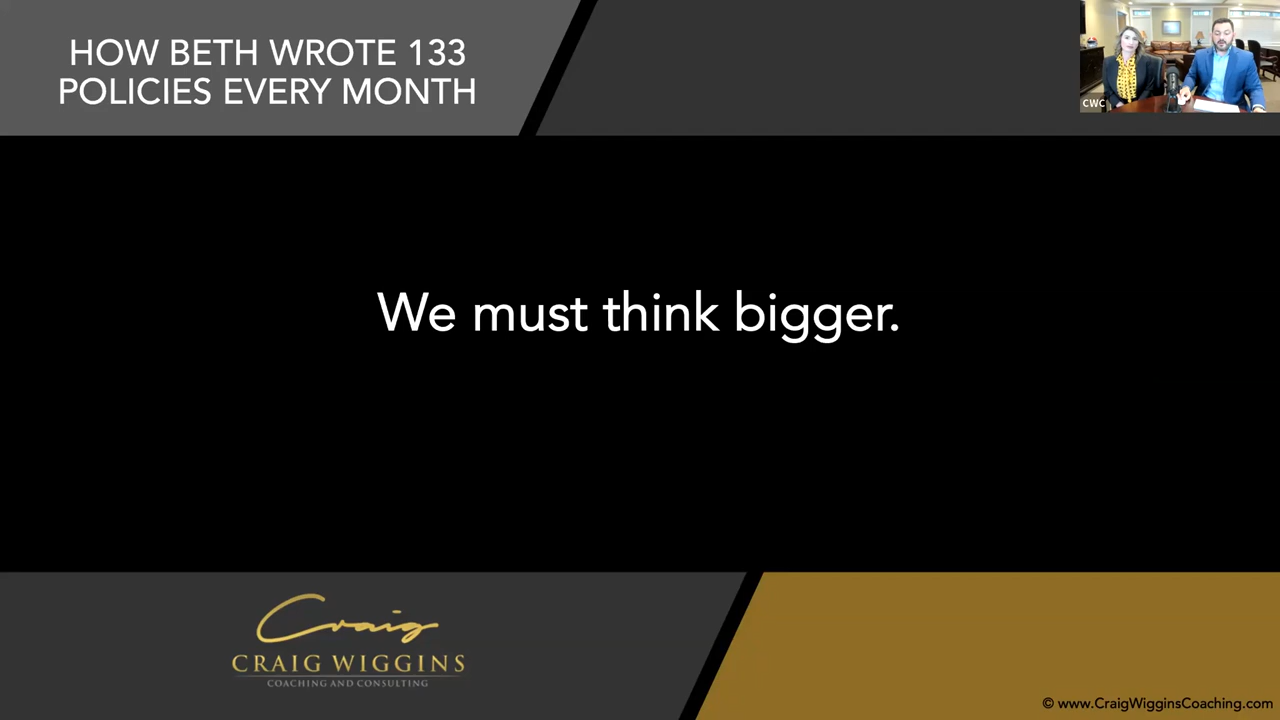 HOW BETH WROTE 133
POLICIES EVERY MONTH
CWC
We must think bigger.
Craig
CRAIG WIGGINS
COACHING AND CONSULTING
© www.CraigWigginsCoaching.com